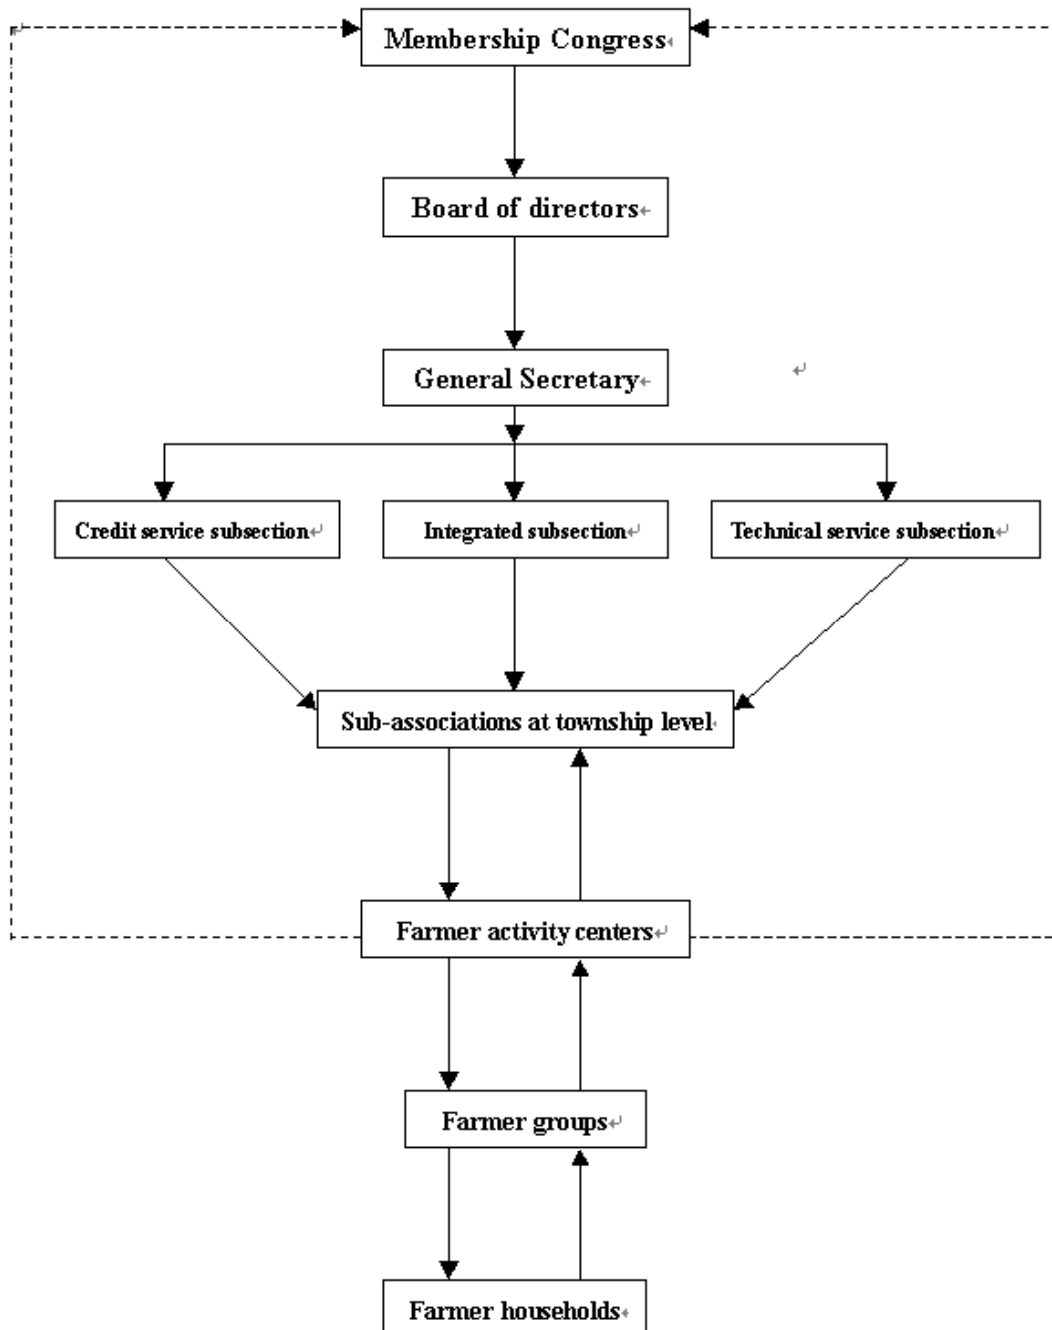 Membership Congress
Board of directors
General Secretary
Credit service subsection
Integrated subsection
Technical service subsection
Sub-associations at township level
Farmer activity centers
Farmer groups
Farmer households